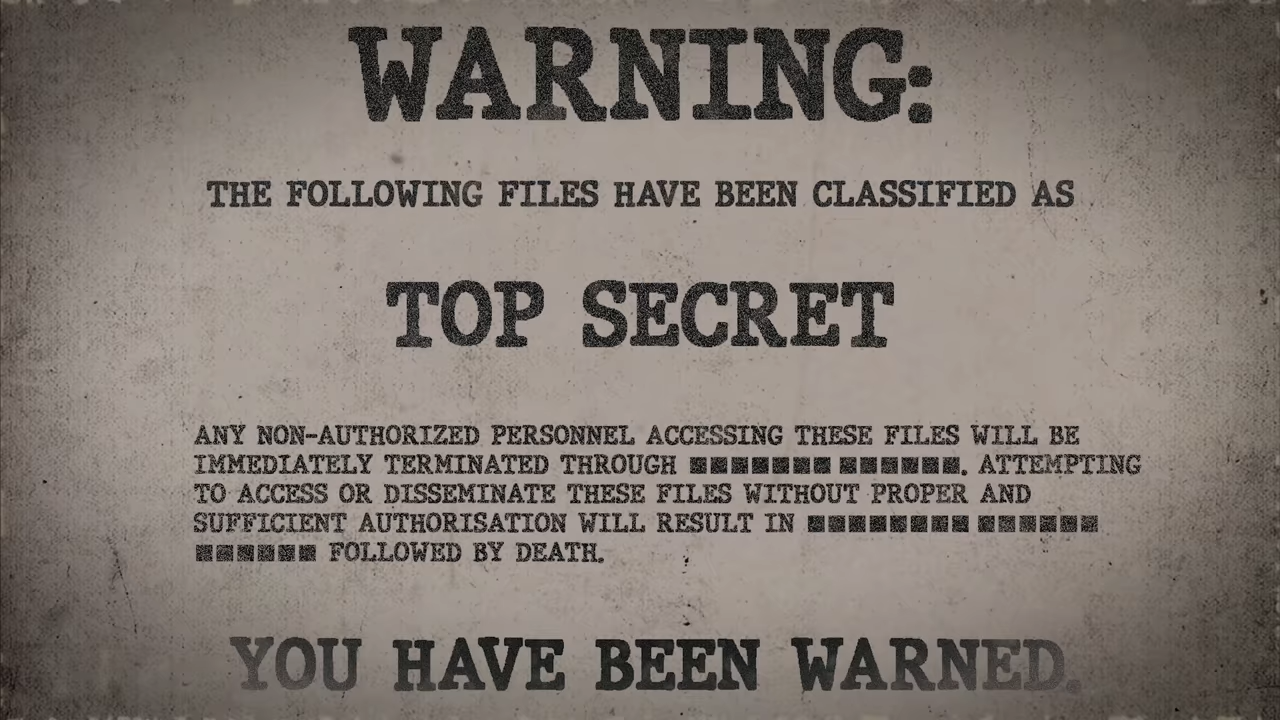 WARNING:
THE FOLLOWING FILES HAVE BEEN CLASSIFIED AS
TOP SECRET
ANY NON-AUTHORIZED PERSONNEL ACCESSING THESE FILES WILL BE
IMMEDIATELY TERMINATED THROUGH ■■■■■■■ ■■■■■■. ATTEMPTING
TO ACCESS OR DISSEMINATE THESE FILES WITHOUT PROPER AND
SUFFICIENT AUTHORISATION WILL RESULT IN ■■■■■■■■ ■■■■■■
■■■■■■ FOLLOWED BY DEATH.
YOU HAVE BEEN WARNED.